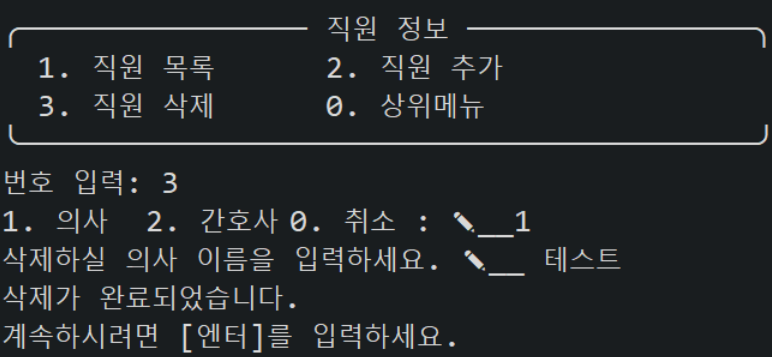 직원 정보
1. 직원 목록 2. 직원 추가
3. 직원 삭제 0. 상위메뉴
번호 입력: 3
1. 의사 2. 간호사 0. 취소 : ✎__1
삭제하실 의사 이름을 입력하세요. ✎__ 테스트
삭제가 완료되었습니다.
계속하시려면 [엔터]를 입력하세요.